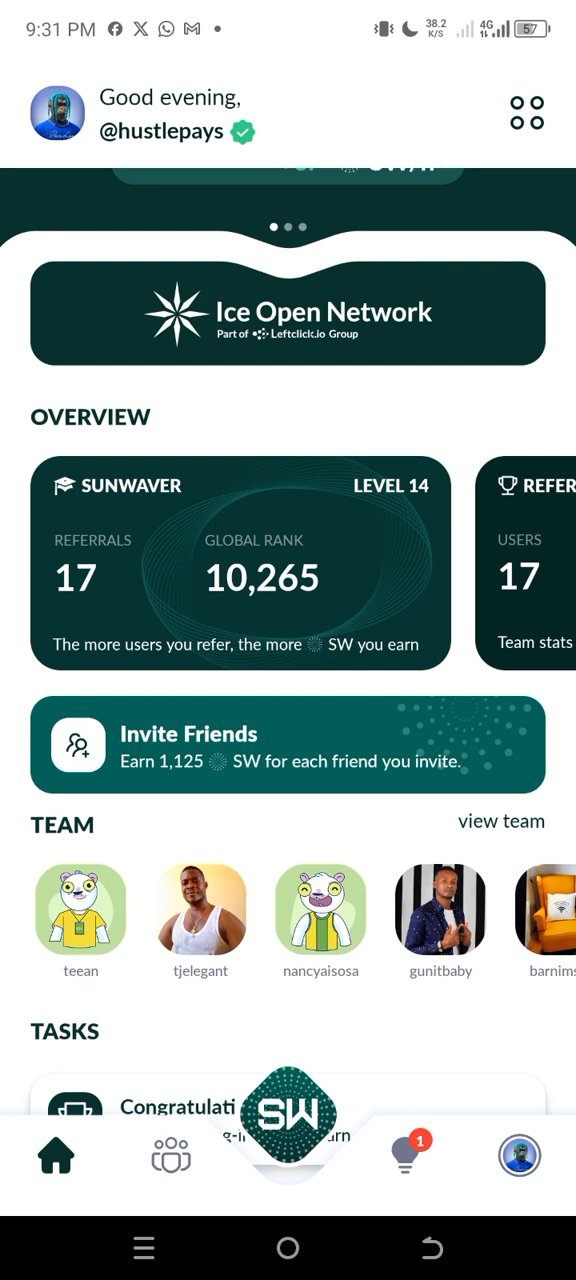 9:31 PM
38.2
K/S
4G
57
Good evening,
@hustlepays
Ice Open Network
Part of Leftclick.io Group
OVERVIEW
SUNWAVER LEVEL 14
REFERRALS GLOBAL RANK
17 10,265
The more users you refer, the more SW you earn
REFER
USERS
17
Team stats
Invite Friends
Earn 1,125 SW for each friend you invite.
TEAM view team
teean tjelegant nancyaisosa gunitbaby barnims
TASKS
Congratulati
SW
1